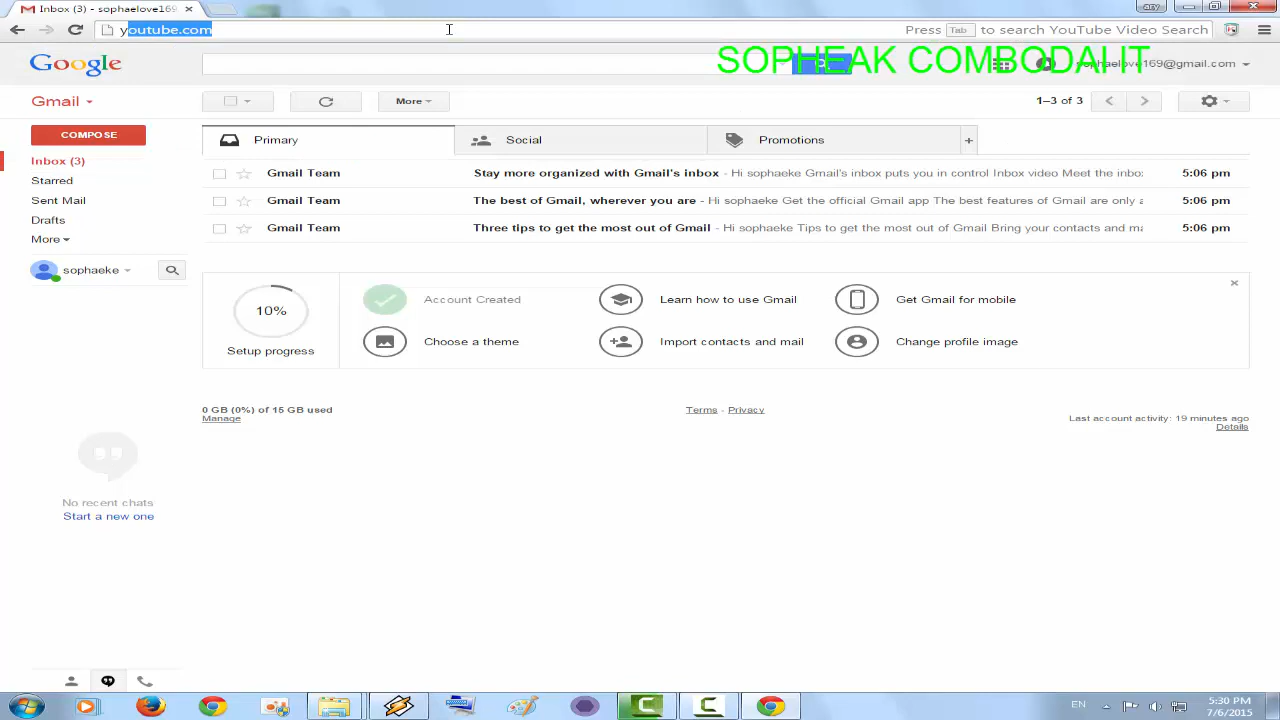 Inbox (3) - sophaelove169
gry
youtube.com
Press Tab to search YouTube Video Search
SOPHEAK COMBODAI IT
Google
169@gmail.com
Gmail
More
1–3 of 3
COMPOSE
Primary
Social
Promotions
Inbox (3)
Starred
Sent Mail
Drafts
More
Gmail Team Stay more organized with Gmail's inbox - Hi sophaeke Gmail's inbox puts you in control Inbox video Meet the inbo
5:06 pm
Gmail Team The best of Gmail, wherever you are - Hi sophaeke Get the official Gmail app The best features of Gmail are only a
5:06 pm
Gmail Team Three tips to get the most out of Gmail - Hi sophaeke Tips to get the most out of Gmail Bring your contacts and ma
5:06 pm
sophaeke
10%
Setup progress
Account Created
Learn how to use Gmail
Get Gmail for mobile
Choose a theme
Import contacts and mail
Change profile image
0 GB (0%) of 15 GB used
Manage
Terms - Privacy
Last account activity: 19 minutes ago
Details
No recent chats
Start a new one
EN
5:30 PM
7/6/2015